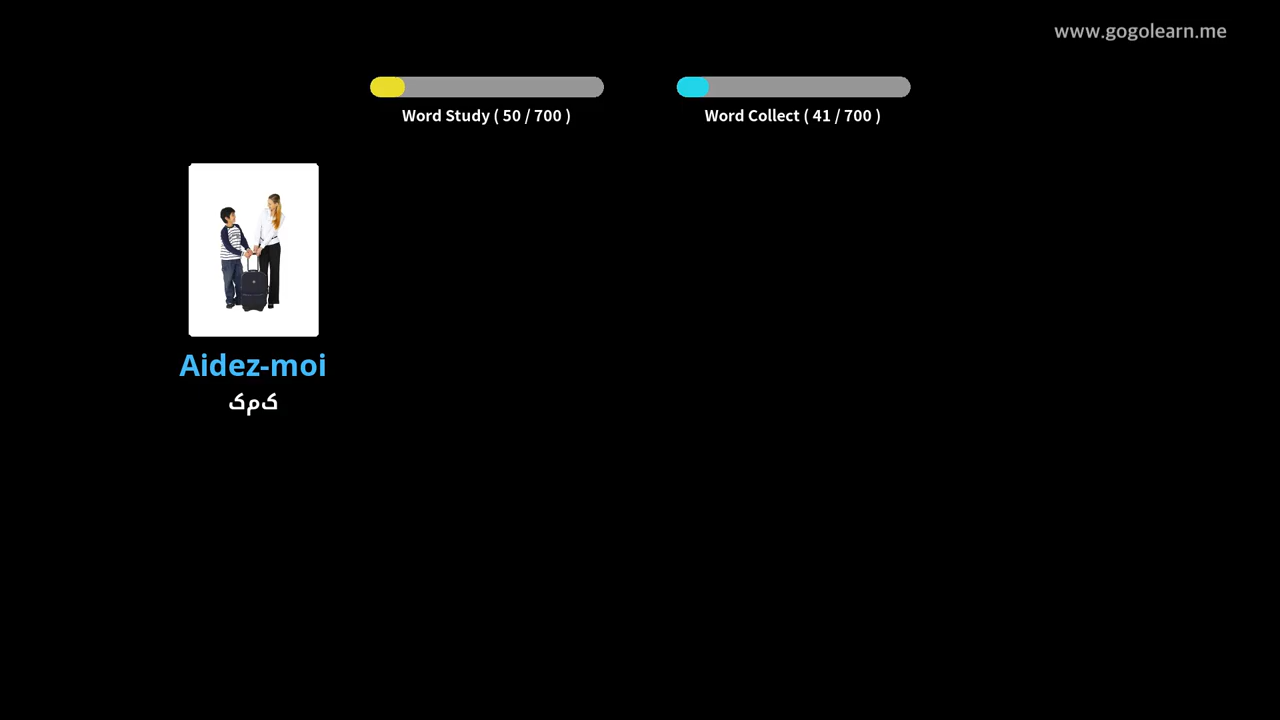 www.gogolearn.me
Word Study ( 50 / 700 )
Word Collect ( 41 / 700 )
Aidez-moi
کمک